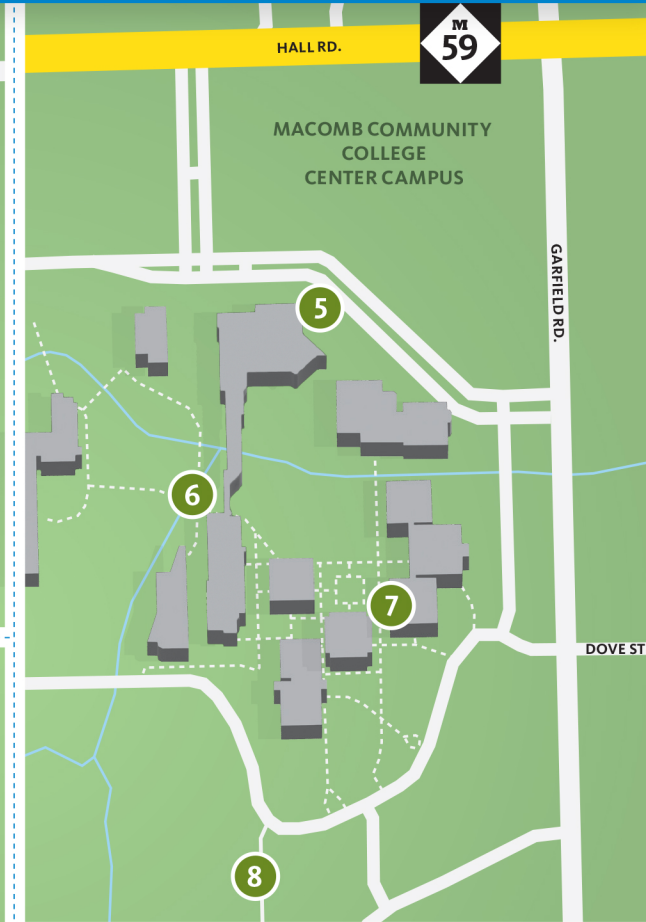 M
59
HALL RD.
MACOMB COMMUNITY
COLLEGE
CENTER CAMPUS
GARFIELD RD.
5
6
7
DOVE ST
8